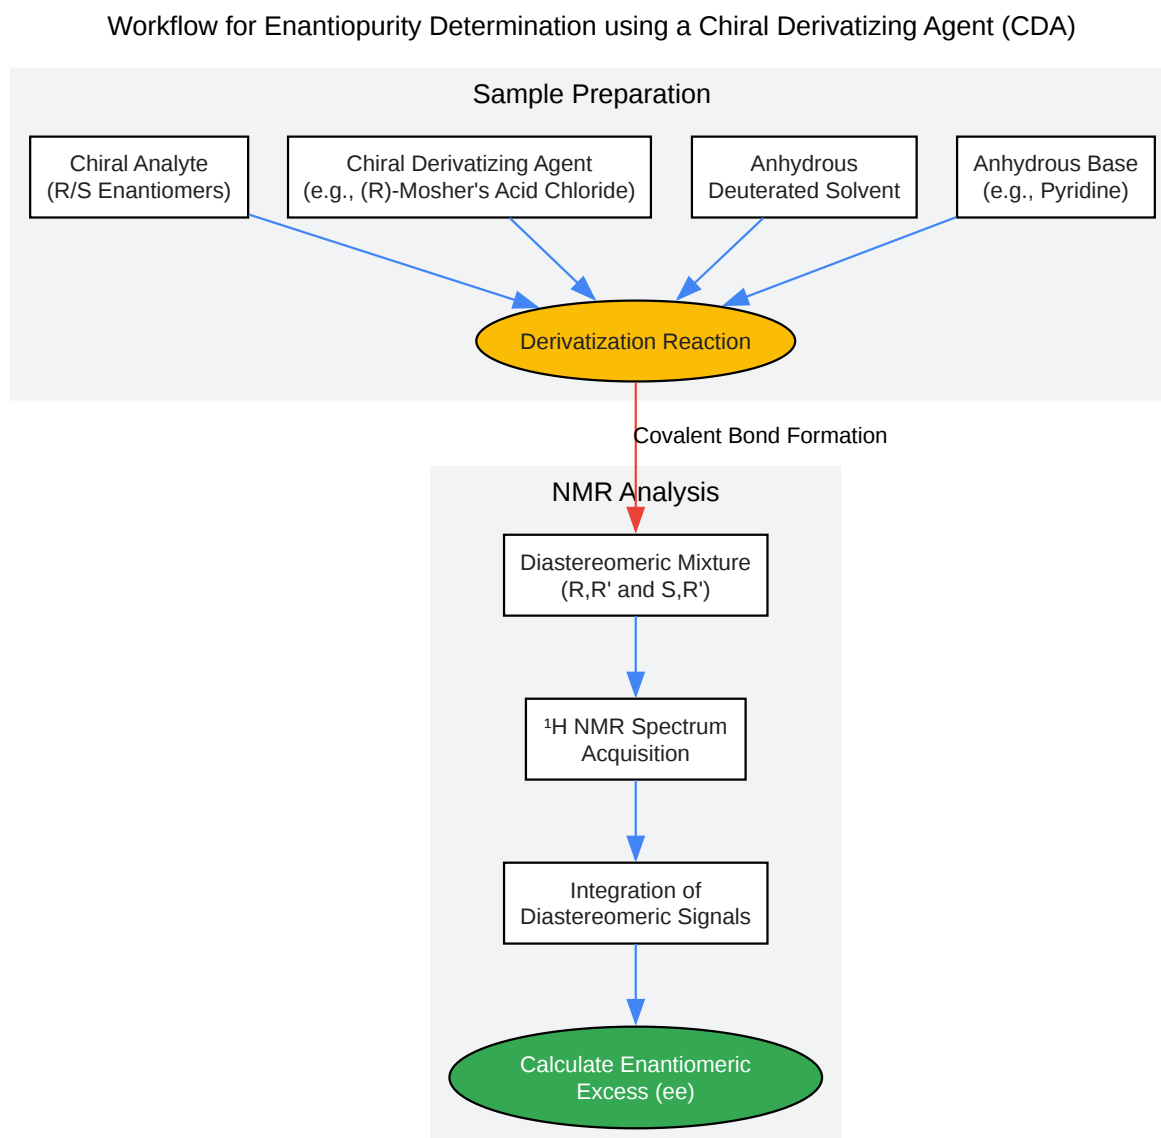 Workflow for Enantiopurity Determination using a Chiral Derivatizing Agent (CDA)
Sample Preparation
Chiral Analyte
(R/S Enantiomers)
Chiral Derivatizing Agent
(e.g., (R)-Mosher's Acid Chloride)
Anhydrous
Deuterated Solvent
Anhydrous Base
(e.g., Pyridine)
Derivatization Reaction
Covalent Bond Formation
NMR Analysis
Diastereomeric Mixture
(R,R' and S,R')
¹H NMR Spectrum
Acquisition
Integration of
Diastereomeric Signals
Calculate Enantiomeric
Excess (ee)